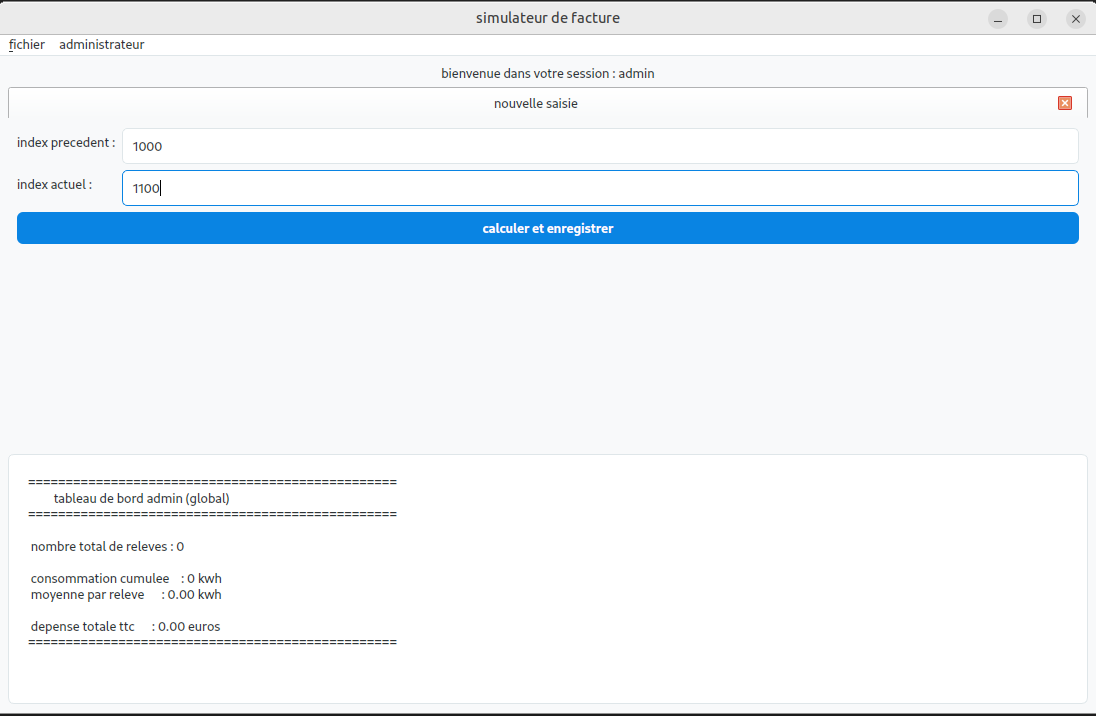 simulateur de facture
fichier administrateur
bienvenue dans votre session : admin
nouvelle saisie
index precedent : 1000
index actuel : 1100
calculer et enregistrer
=================================================
tableau de bord admin (global)
=================================================
nombre total de releves : 0
consommation cumulee : 0 kwh
moyenne par releve : 0.00 kwh
depense totale ttc : 0.00 euros
=================================================